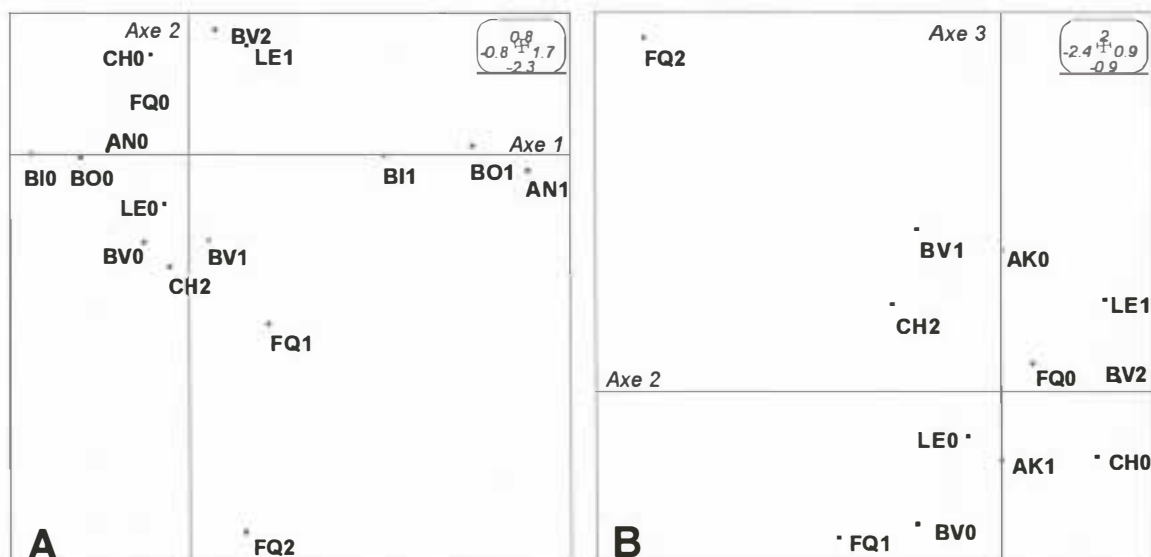 Axe 2
BV2
0.8
-0.8 1.7
-2.3
CH0
LE1
FQ0
AN0
Axe 1
BI0
BO0
BI1
BO1
AN1
LE0
BV0
BV1
CH2
FQ1
A
FQ2
Axe 3
2
-2.4 0.9
-0.9
FQ2
BV1
AK0
CH2
LE1
Axe 2
FQ0
BV2
LE0
AK1
CH0
B
FQ1
BV0